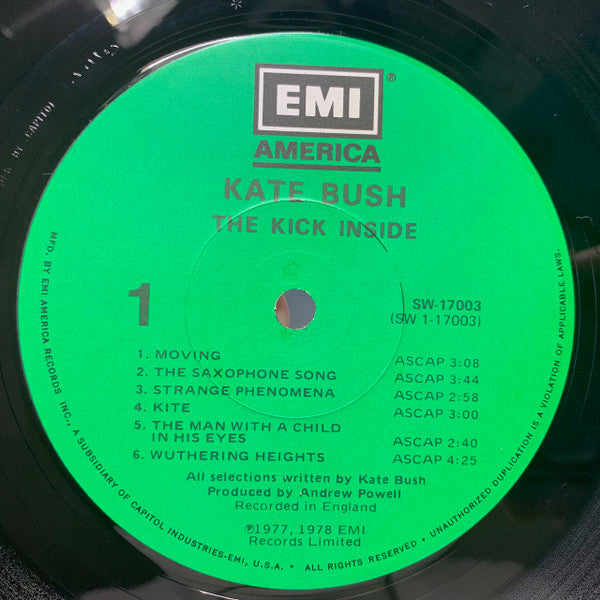 EMI
®
AMERICA
KATE BUSH
THE KICK INSIDE
1
SW-17003
(SW 1-17003)
1. MOVING ASCAP 3:08
2. THE SAXOPHONE SONG ASCAP 3:44
3. STRANGE PHENOMENA ASCAP 2:58
4. KITE ASCAP 3:00
5. THE MAN WITH A CHILD
IN HIS EYES ASCAP 2:40
6. WUTHERING HEIGHTS ASCAP 4:25
All selections written by Kate Bush
Produced by Andrew Powell
Recorded in England
℗1977, 1978 EMI
Records Limited
MFD. BY EMI AMERICA RECORDS INC., A SUBSIDIARY OF CAPITOL INDUSTRIES-EMI, U.S.A. • ALL RIGHTS RESERVED • UNAUTHORIZED DUPLICATION IS A VIOLATION OF APPLICABLE LAWS.
BY CAPITOL